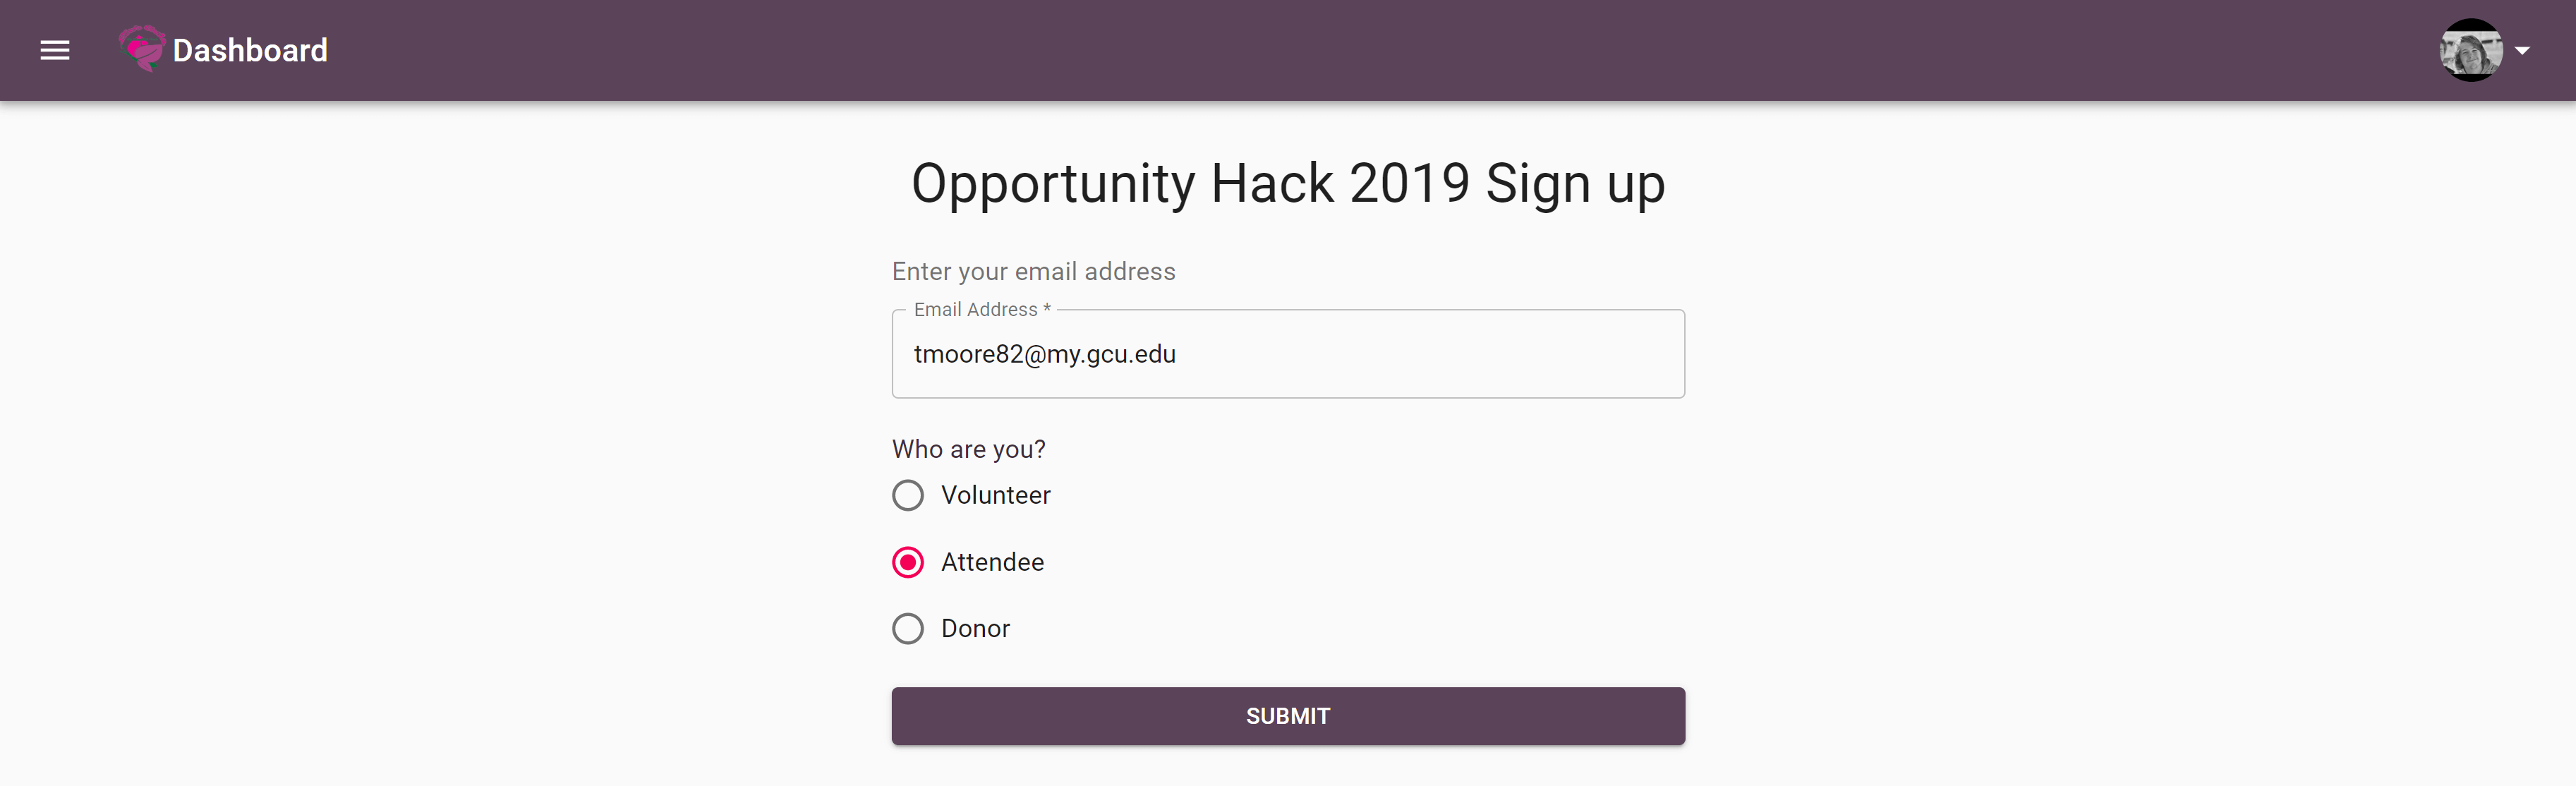 Dashboard
Opportunity Hack 2019 Sign up
Enter your email address
Email Address *
tmoore82@my.gcu.edu
Who are you?
Volunteer
Attendee
Donor
SUBMIT